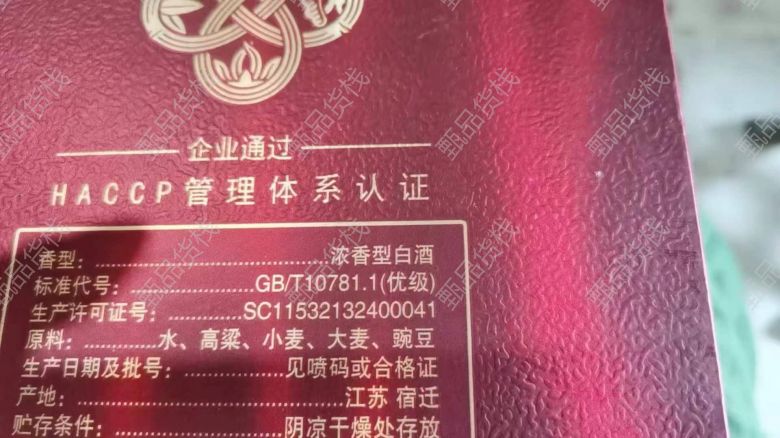 企业通过
HACCP管理体系认证
香型：............浓香型白酒
标准代号：............GB/T10781.1(优级)
生产许可证号：............SC11532132400041
原料：............水、高粱、小麦、大麦、豌豆
生产日期及批号：............见喷码或合格证
产地：............江苏 宿迁
贮存条件：............阴凉干燥处存放
甄品货栈